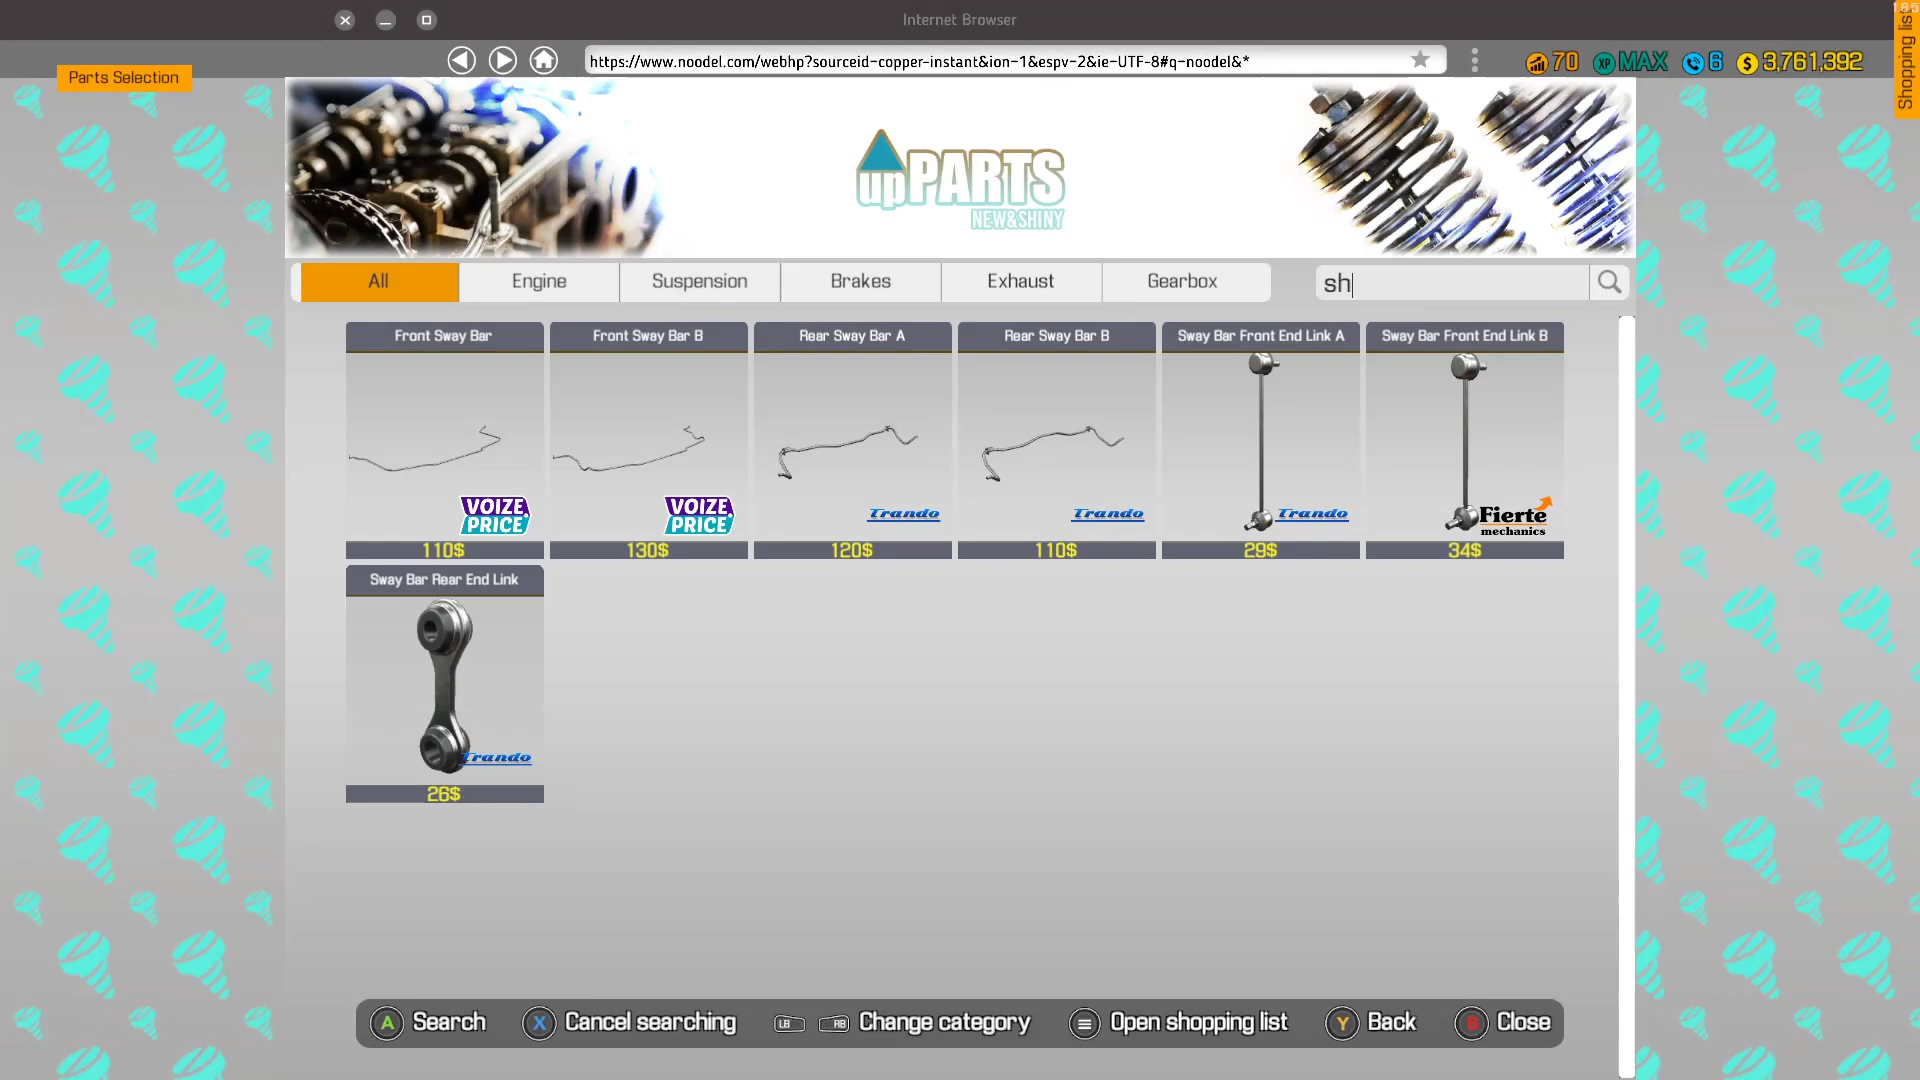 Internet Browser
165
Shopping list
Parts Selection
https://www.noodel.com/webhp?sourceid-copper-instant&ion-1&espv-2&ie-UTF-8#q-noodel&*
70 XP MAX 6 $ 3,761,392
upPARTS
NEW&SHINY
All Engine Suspension Brakes Exhaust Gearbox sh
Front Sway Bar Front Sway Bar B Rear Sway Bar A Rear Sway Bar B Sway Bar Front End Link A Sway Bar Front End Link B
VOIZE PRICE
VOIZE PRICE
Trando
Trando
Trando
Fierte
mechanics
110$ 130$ 120$ 110$ 29$ 34$
Sway Bar Rear End Link
Trando
26$
A Search X Cancel searching LB RB Change category Open shopping list Y Back B Close